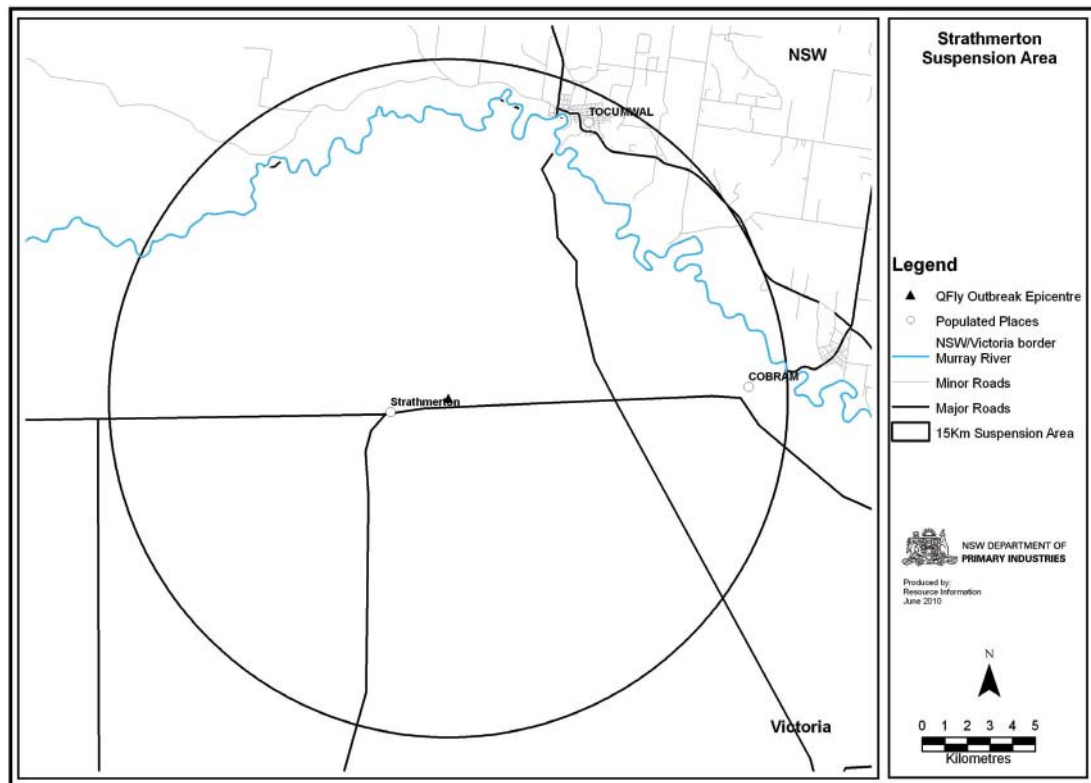 NSW
TOCUMWAL
COBRAM
Strathmerton
Victoria
Strathmerton
Suspension Area
Legend
QFly Outbreak Epicentre
Populated Places
NSW/Victoria border
Murray River
Minor Roads
Major Roads
15Km Suspension Area
NSW DEPARTMENT OF
PRIMARY INDUSTRIES
Produced by:
Resource Information
June 2010
N
0 1 2 3 4 5
Kilometres